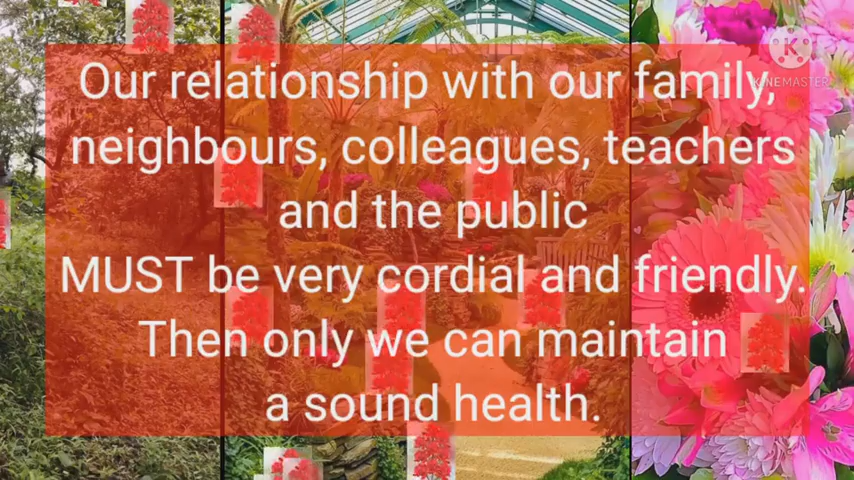 KINEMASTER
Our relationship with our family,
neighbours, colleagues, teachers
and the public
MUST be very cordial and friendly.
Then only we can maintain
a sound health.